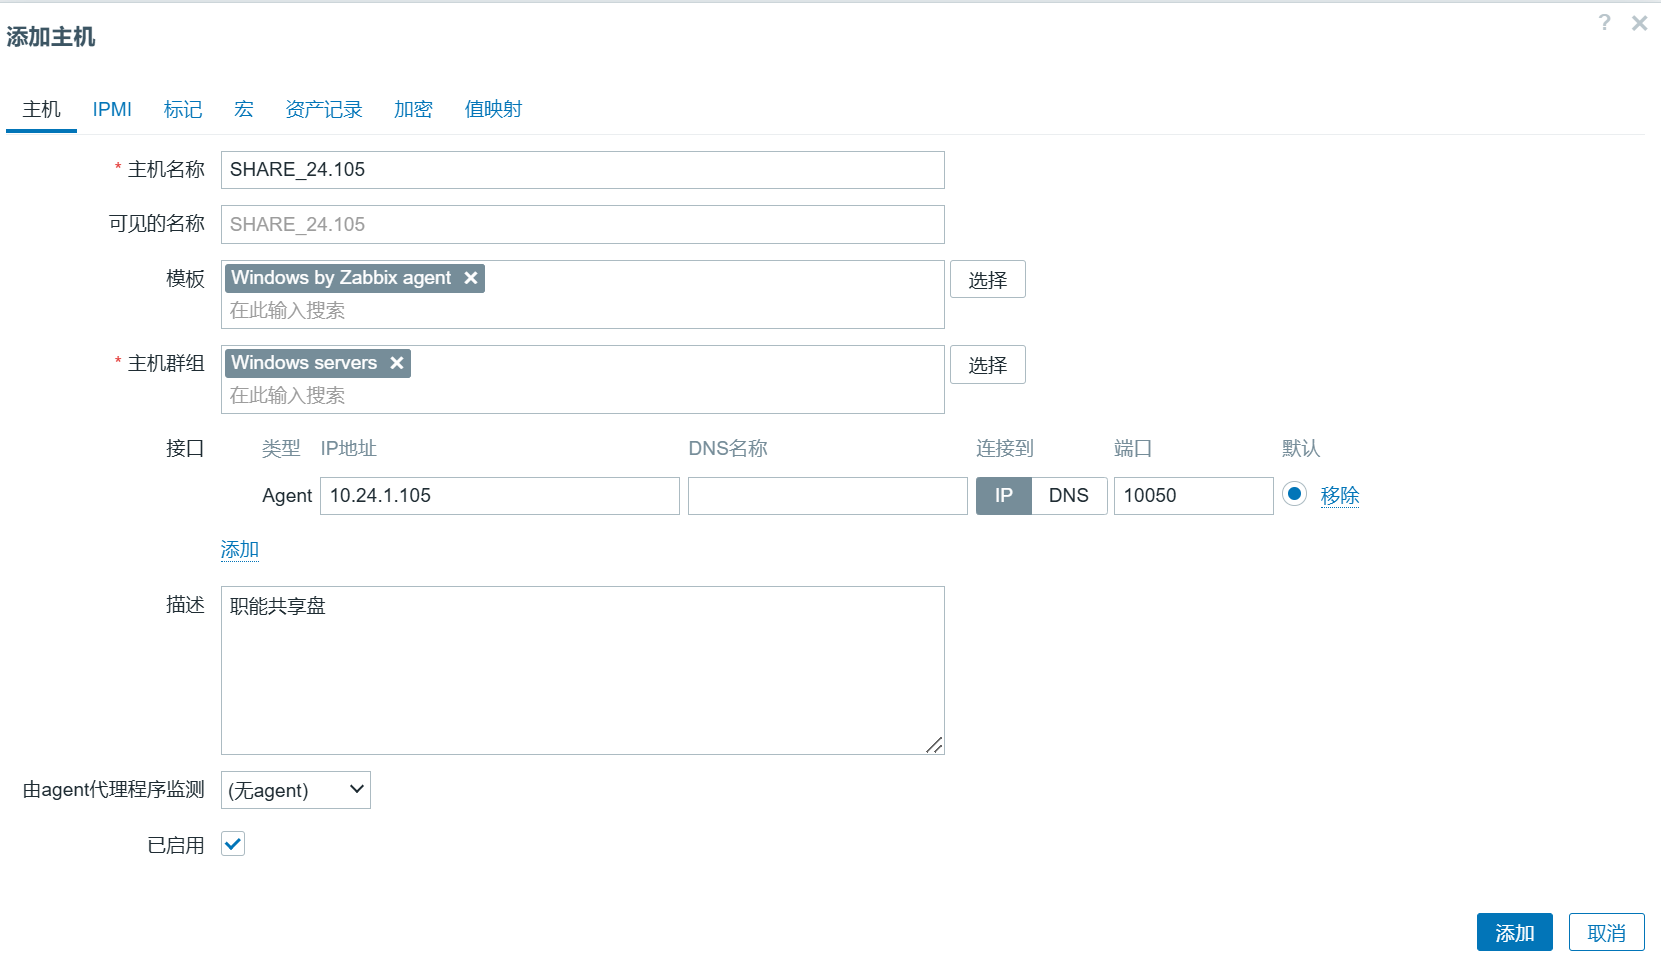 添加主机
?
主机 IPMI 标记 宏 资产记录 加密 值映射
* 主机名称 SHARE_24.105
可见的名称 SHARE_24.105
模板 Windows by Zabbix agent
在此输入搜索
选择
* 主机群组 Windows servers
在此输入搜索
选择
接口 类型 IP地址 DNS名称 连接到 端口 默认
Agent 10.24.1.105 IP DNS 10050 移除
添加
描述 职能共享盘
由agent代理程序监测 (无agent)
已启用
添加 取消